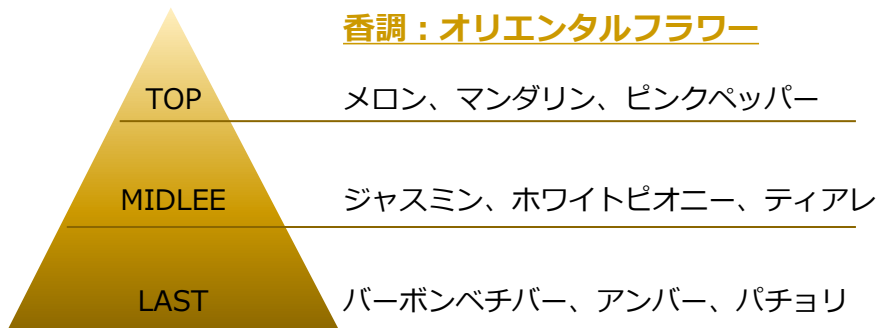 香調：オリエンタルフラワー
TOP メロン、マンダリン、ピンクペッパー
MIDLEE ジャスミン、ホワイトピオニー、ティアレ
LAST バーボンベチバー、アンバー、パチョリ